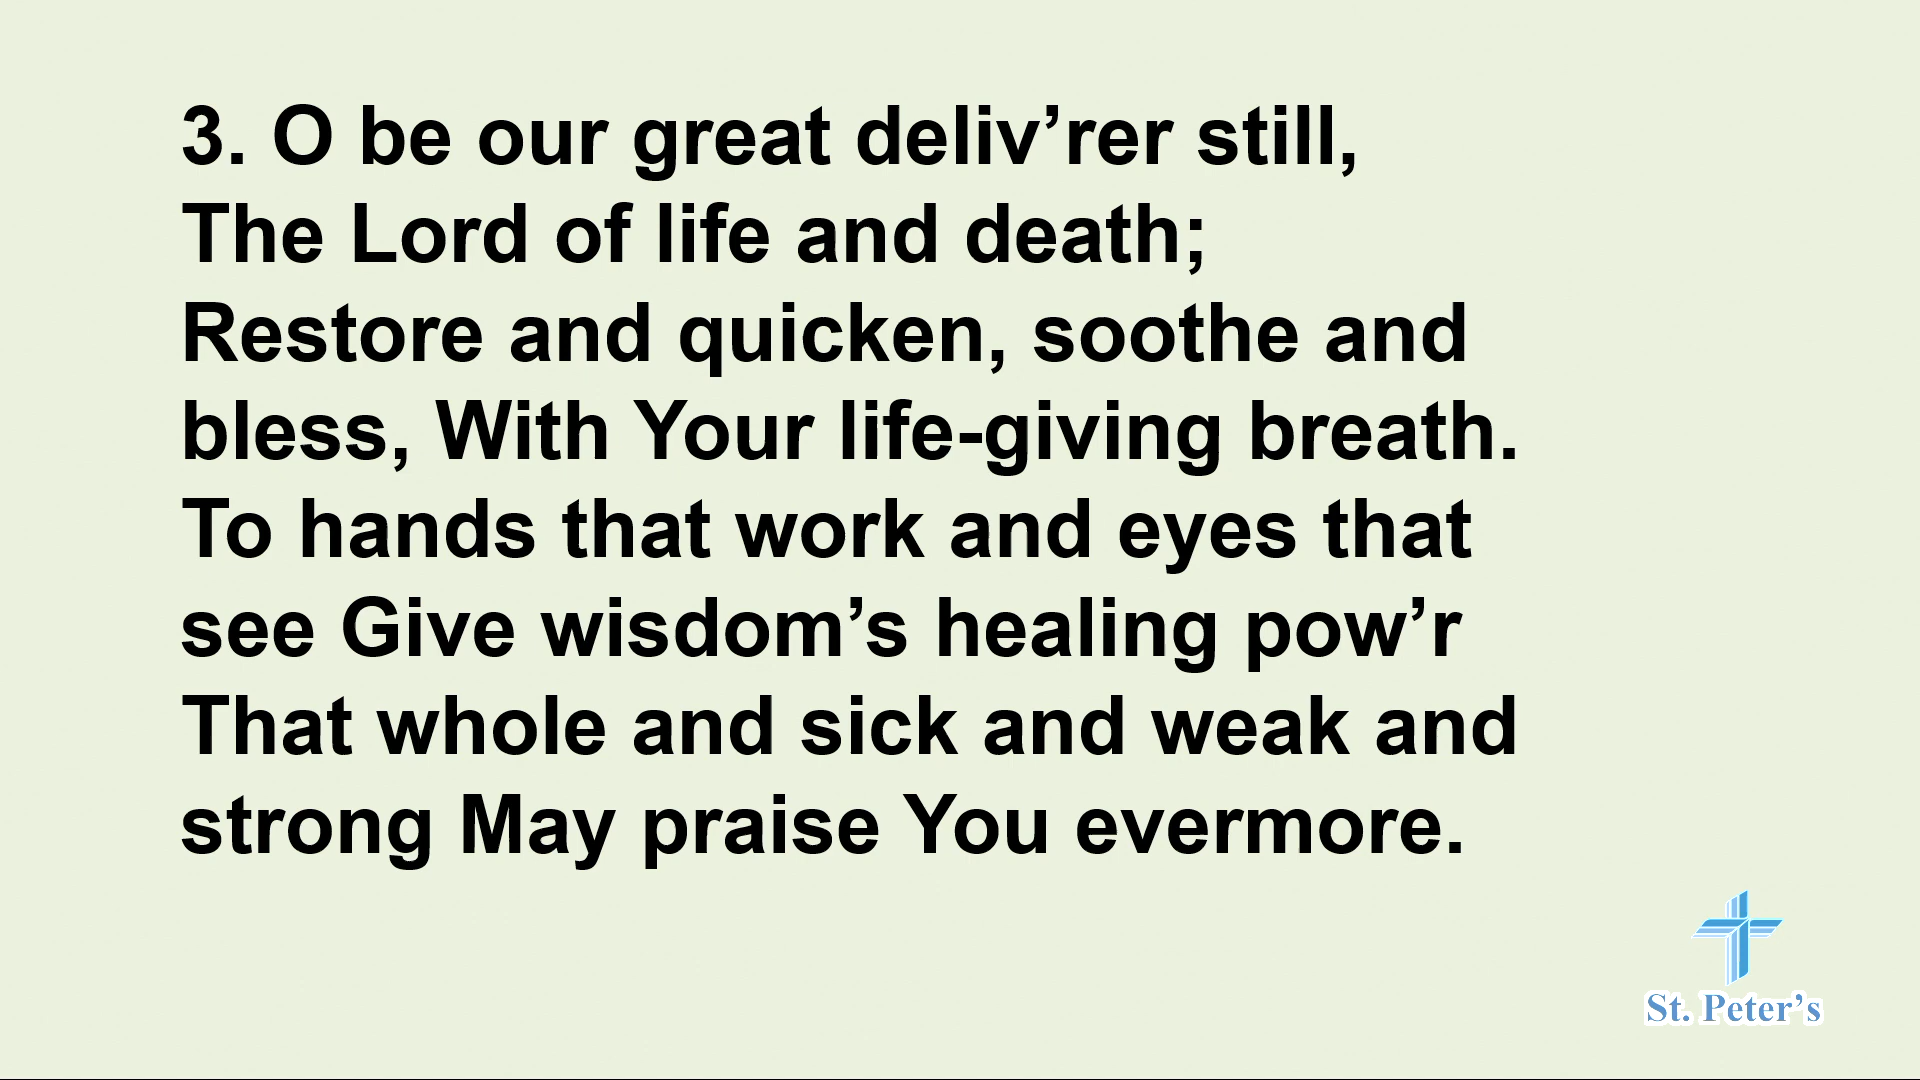 3. O be our great deliv’rer still,
The Lord of life and death;
Restore and quicken, soothe and
bless, With Your life-giving breath.
To hands that work and eyes that
see Give wisdom’s healing pow’r
That whole and sick and weak and
strong May praise You evermore.
St. Peter’s